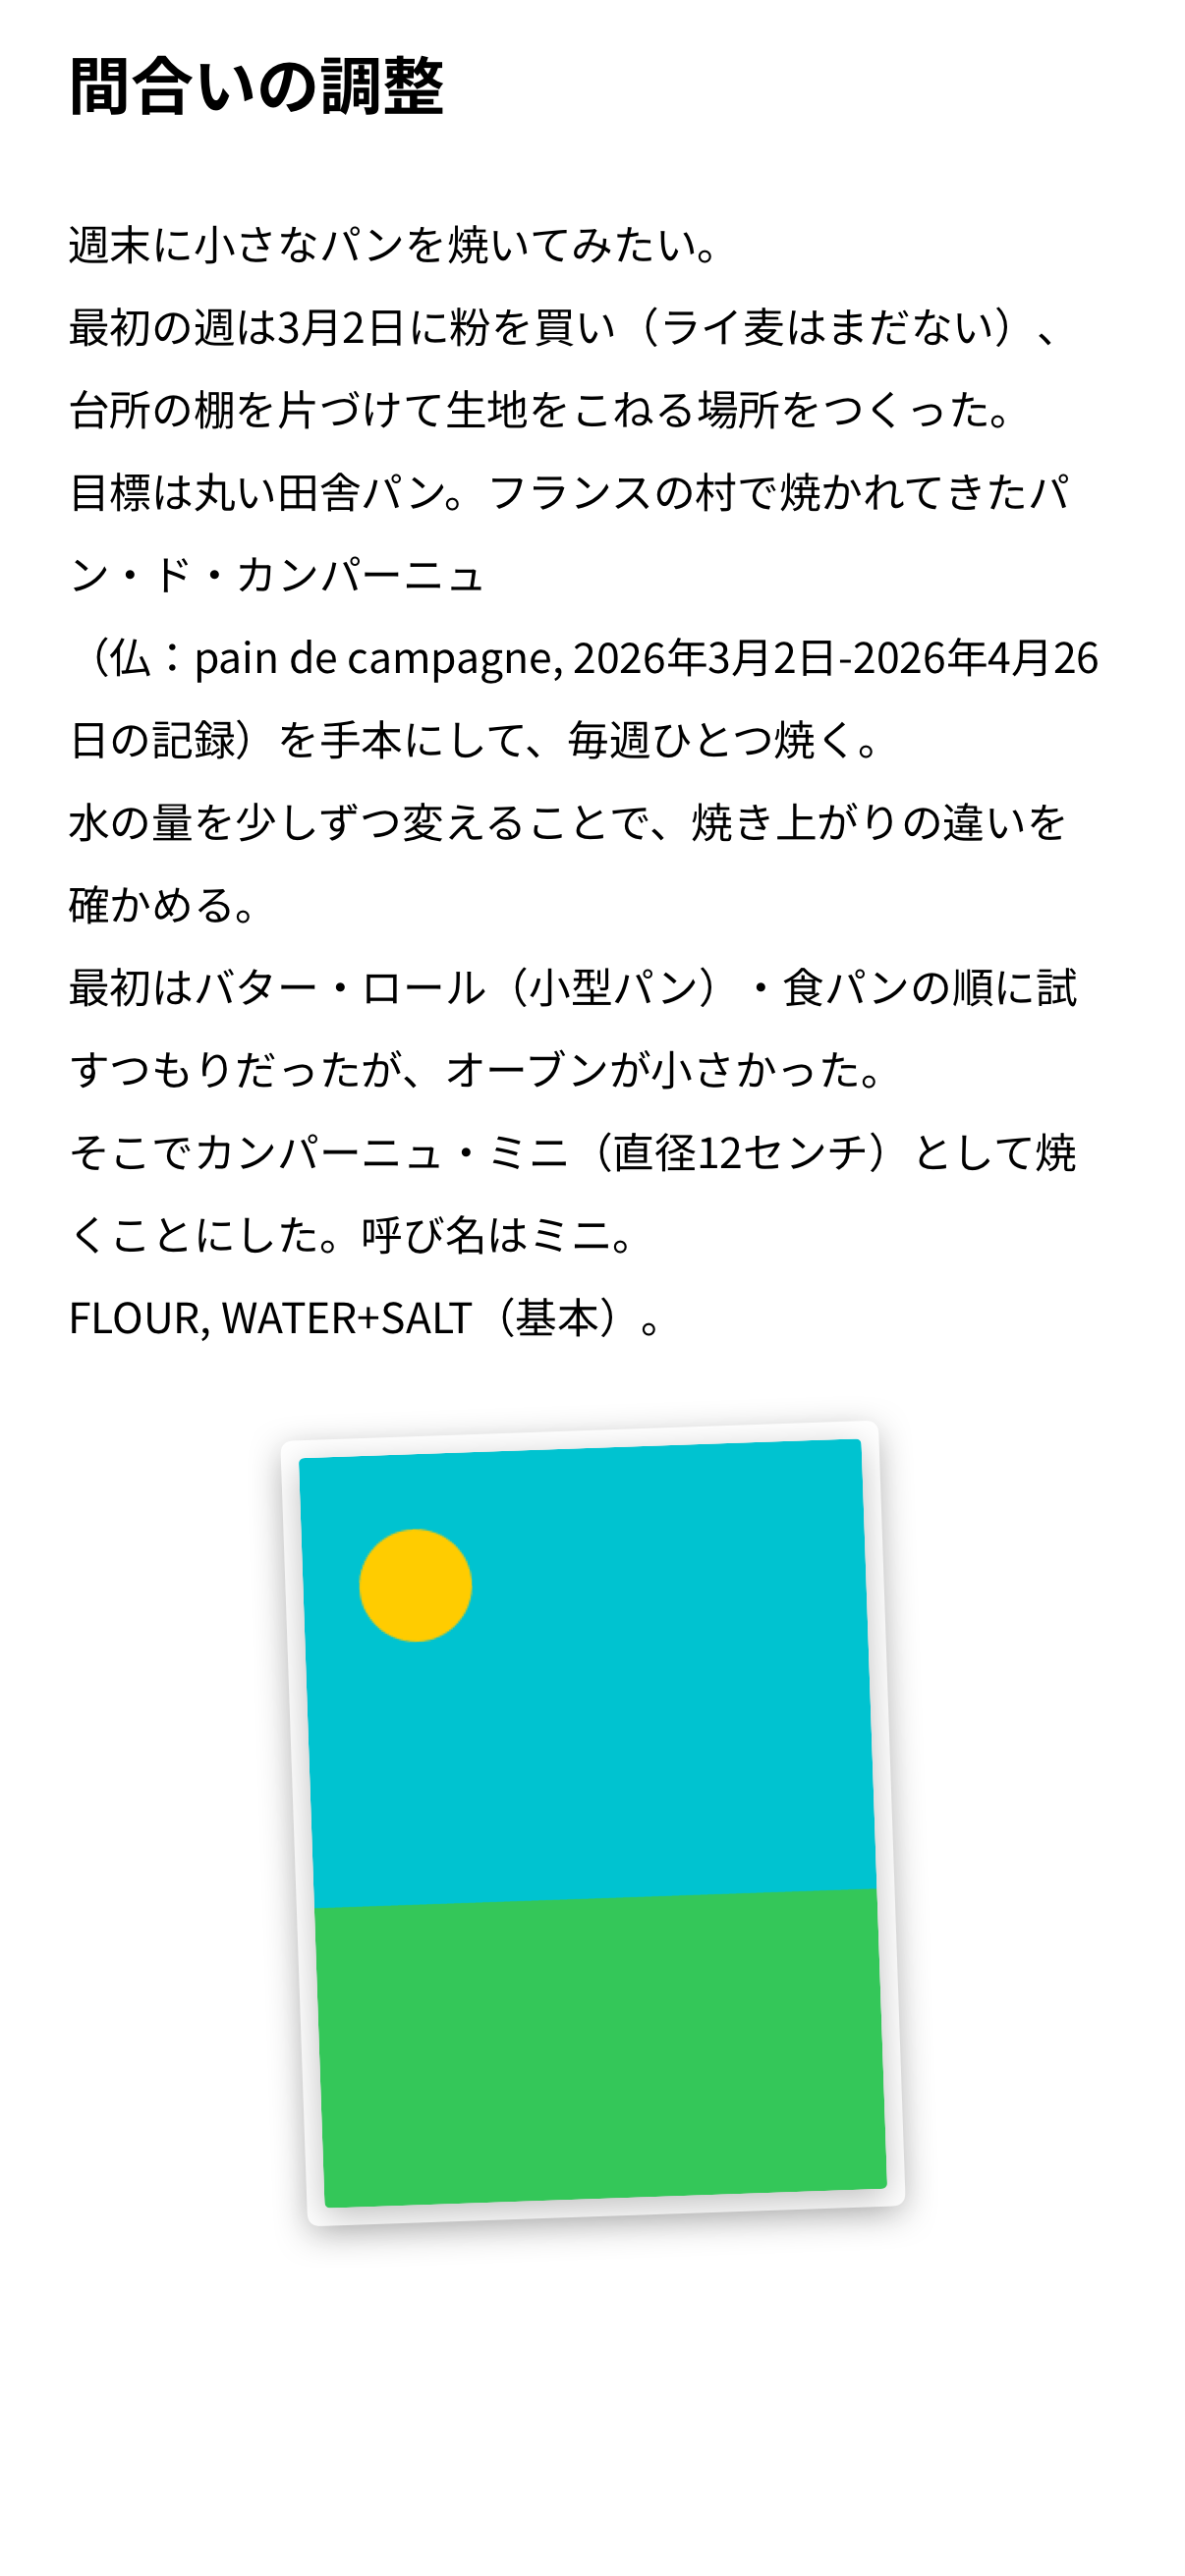 間合いの調整
週末に小さなパンを焼いてみたい。
最初の週は3月2日に粉を買い（ライ麦はまだない）、
台所の棚を片づけて生地をこねる場所をつくった。
目標は丸い田舎パン。フランスの村で焼かれてきたパ
ン・ド・カンパーニュ
（仏：pain de campagne, 2026年3月2日-2026年4月26
日の記録）を手本にして、毎週ひとつ焼く。
水の量を少しずつ変えることで、焼き上がりの違いを
確かめる。
最初はバター・ロール（小型パン）・食パンの順に試
すつもりだったが、オーブンが小さかった。
そこでカンパーニュ・ミニ（直径12センチ）として焼
くことにした。呼び名はミニ。
FLOUR, WATER+SALT（基本）。